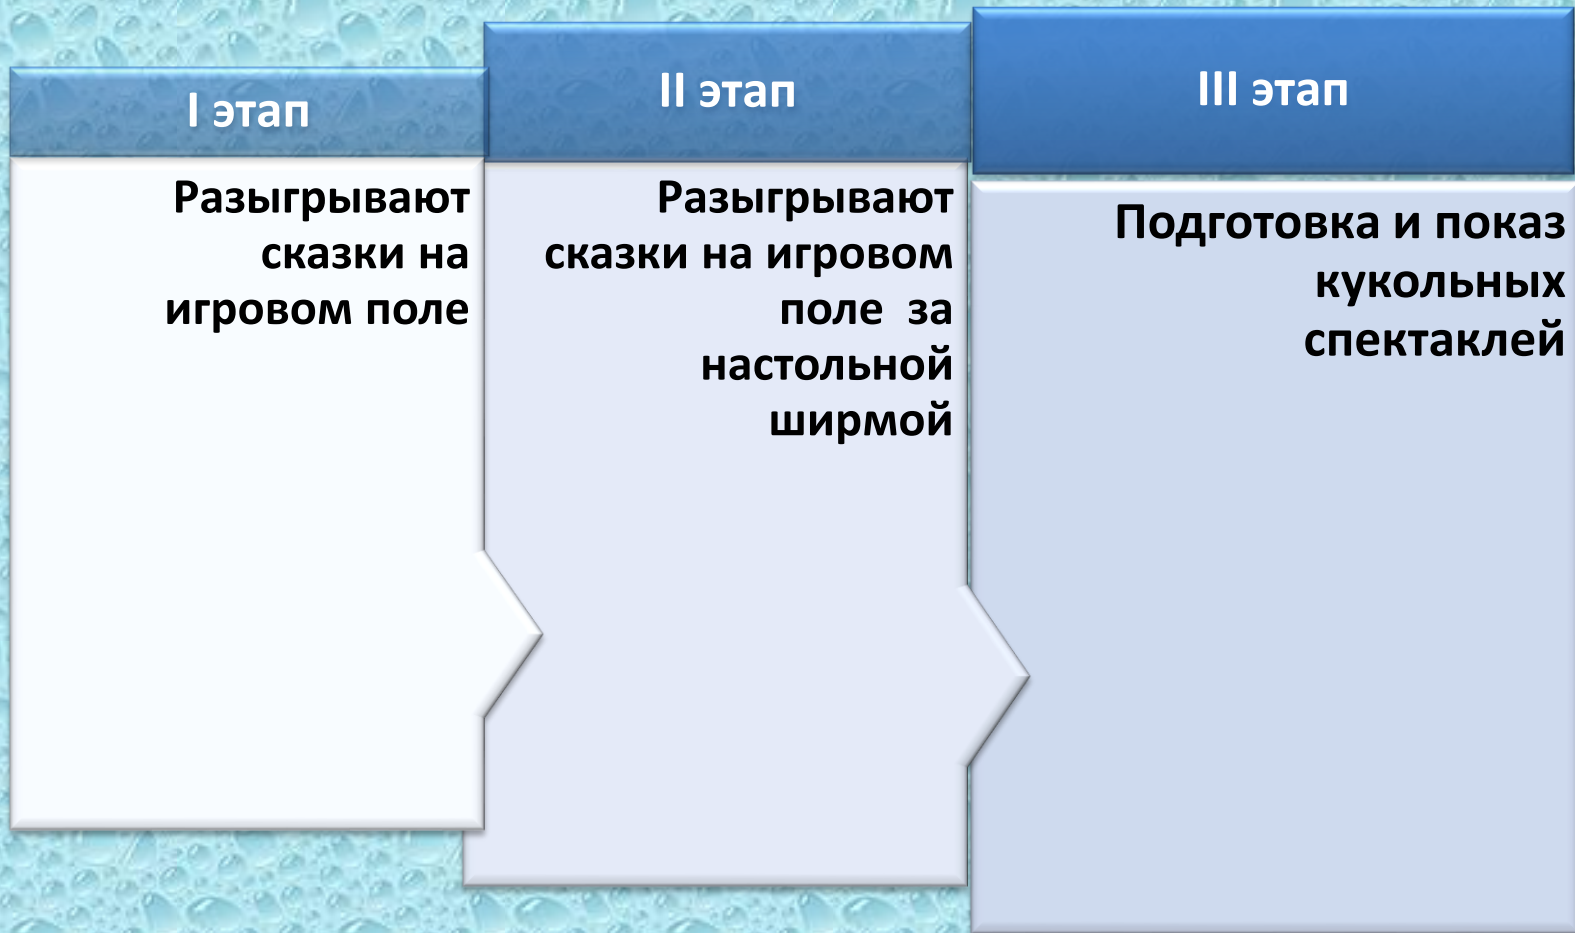 I этап
Разыгрывают
сказки на
игровом поле
II этап
Разыгрывают
сказки на игровом
поле за
настольной
ширмой
III этап
Подготовка и показ
кукольных
спектаклей